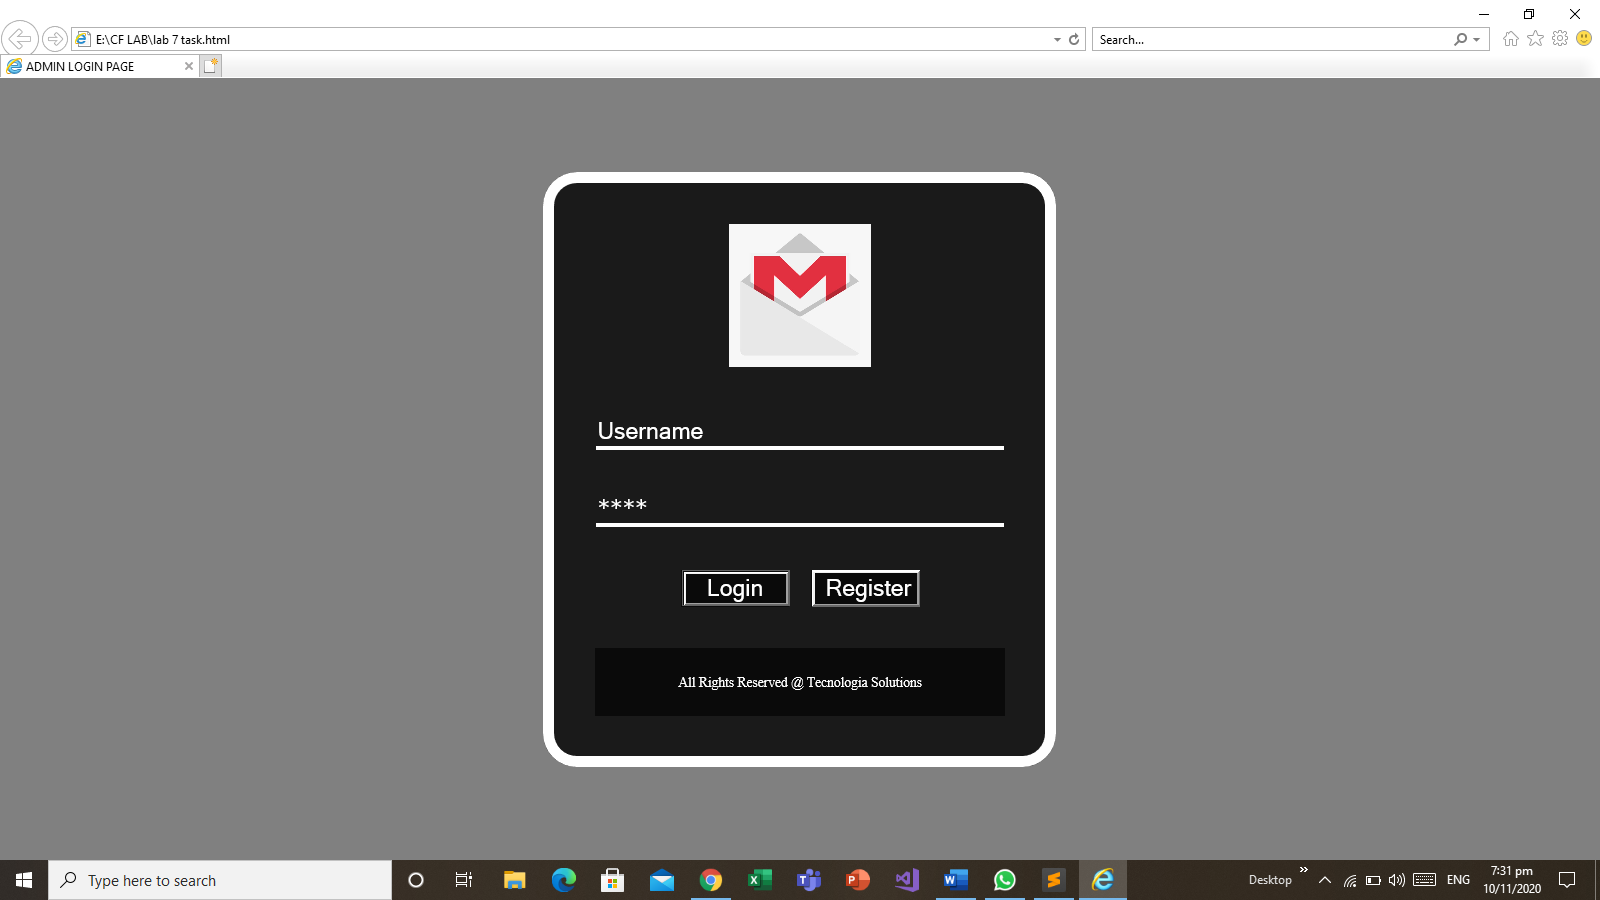 E:\CF LAB\lab 7 task.html
Search...
ADMIN LOGIN PAGE
Username
****
Login
Register
All Rights Reserved @ Tecnologia Solutions
Type here to search
Desktop
ENG
7:31 pm
10/11/2020